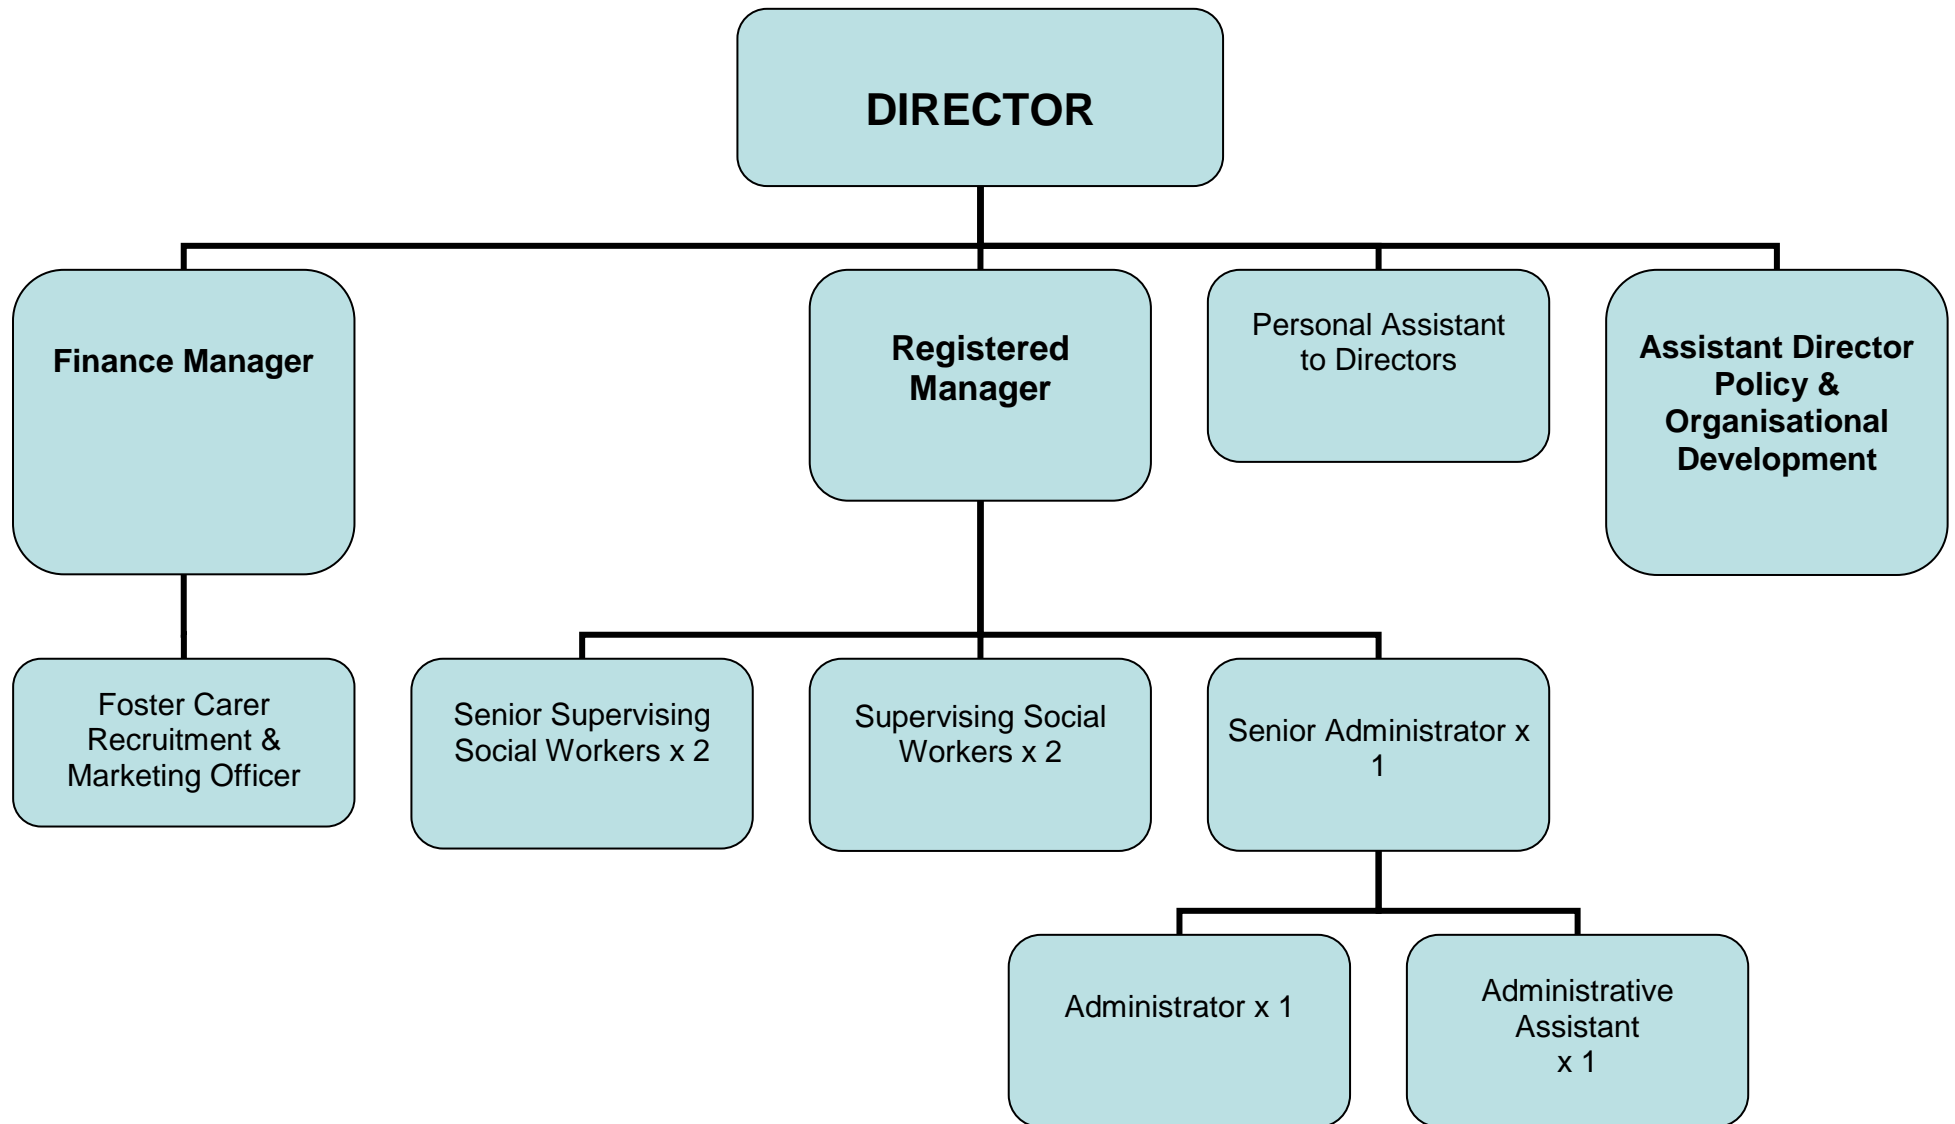 DIRECTOR
Finance Manager
Registered
Manager
Personal Assistant
to Directors
Assistant Director
Policy &
Organisational
Development
Foster Carer
Recruitment &
Marketing Officer
Senior Supervising
Social Workers x 2
Supervising Social
Workers x 2
Senior Administrator x
1
Administrator x 1
Administrative
Assistant
x 1